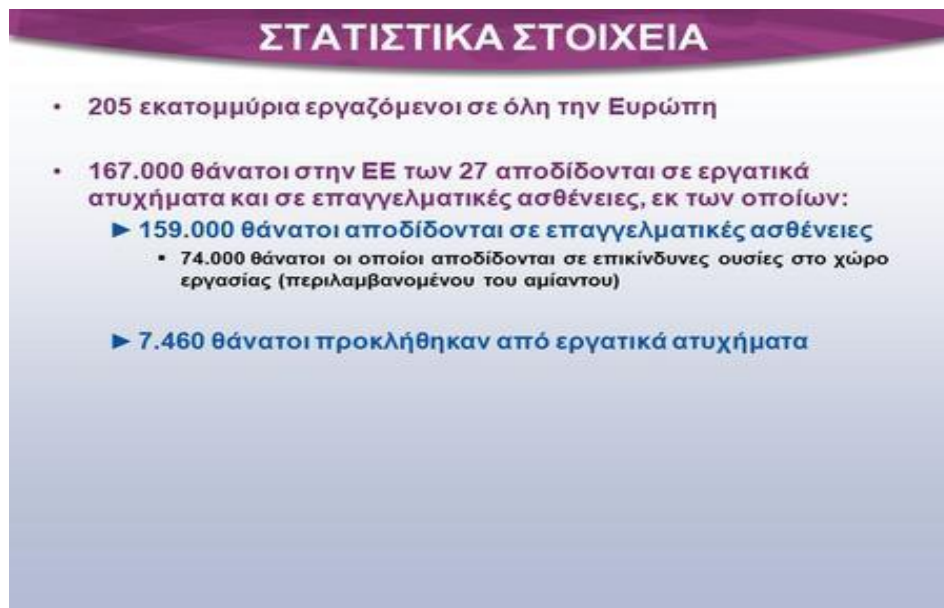 ΣΤΑΤΙΣΤΙΚΑ ΣΤΟΙΧΕΙΑ
• 205 εκατομμύρια εργαζόμενοι σε όλη την Ευρώπη
• 167.000 θάνατοι στην ΕΕ των 27 αποδίδονται σε εργατικά
ατυχήματα και σε επαγγελματικές ασθένειες, εκ των οποίων:
► 159.000 θάνατοι αποδίδονται σε επαγγελματικές ασθένειες
▪ 74.000 θάνατοι οι οποίοι αποδίδονται σε επικίνδυνες ουσίες στο χώρο
εργασίας (περιλαμβανομένου του αμίαντου)
► 7.460 θάνατοι προκλήθηκαν από εργατικά ατυχήματα